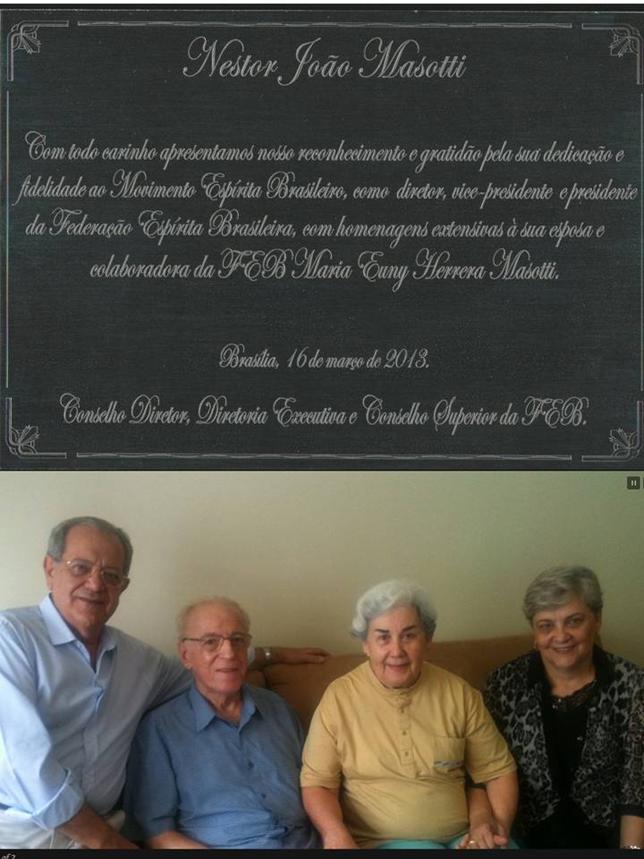 Nestor João Masotti
Com todo carinho apresentamos nosso reconhecimento e gratidão pela sua dedicação e
fidelidade ao Movimento Espírita Brasileiro, como diretor, vice-presidente e presidente
da Federação Espírita Brasileira, com homenagens extensivas à sua esposa e
colaboradora da FEB Maria Euny Herrera Masotti.
Brasília, 16 de março de 2013.
Conselho Diretor, Diretoria Executiva e Conselho Superior da FEB.
of 2